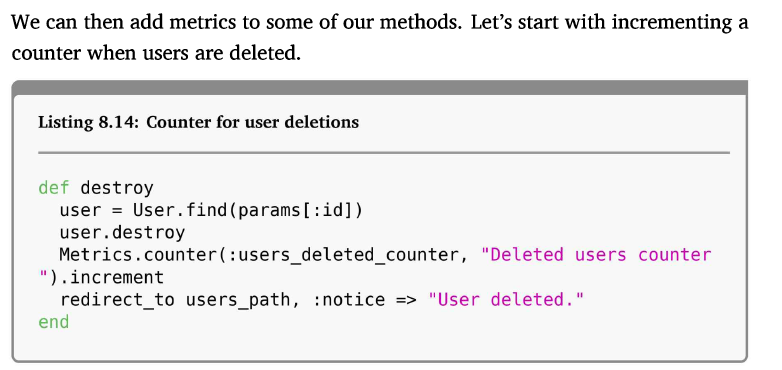 We can then add metrics to some of our methods. Let’s start with incrementing a
counter when users are deleted.
Listing 8.14: Counter for user deletions
def destroy
  user = User.find(params[:id])
  user.destroy
  Metrics.counter(:users_deleted_counter, "Deleted users counter
").increment
  redirect_to users_path, :notice => "User deleted."
end